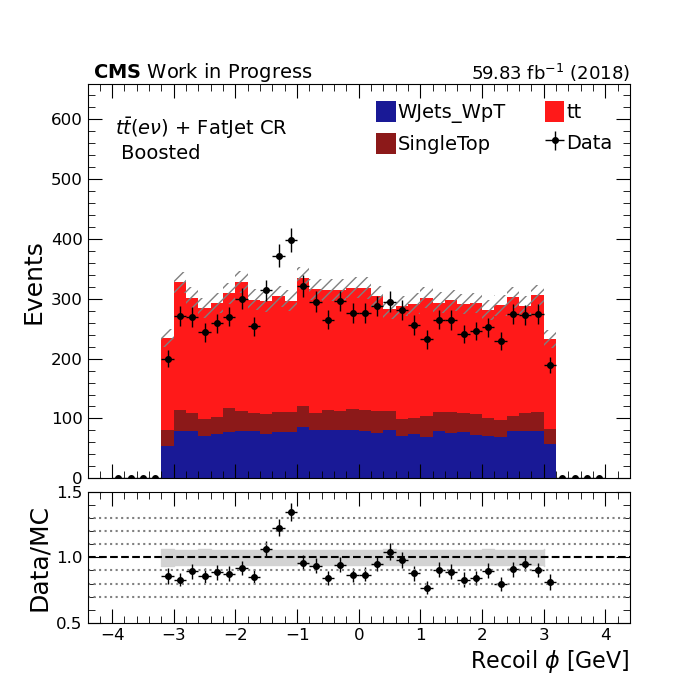 CMS Work in Progress 59.83 fb⁻¹ (2018)
tt̄(eν) + FatJet CR
Boosted
WJets_WpT tt
SingleTop Data
Events
600
500
400
300
200
100
0
Data/MC
1.5
1.0
0.5
−4 −3 −2 −1 0 1 2 3 4
Recoil ϕ [GeV]